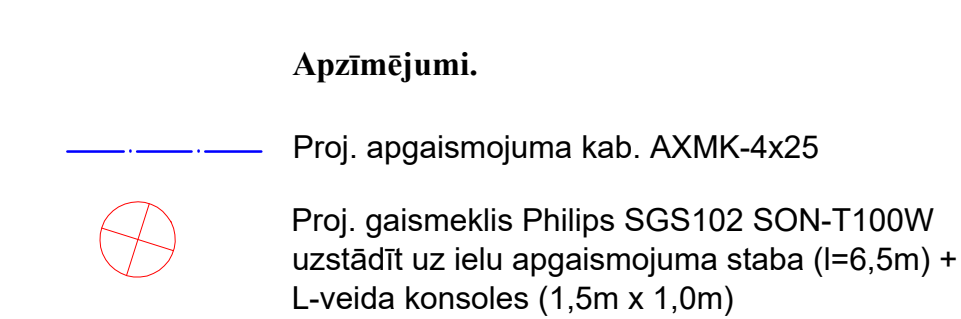 Apzīmējumi.
Proj. apgaismojuma kab. AXMK-4x25
Proj. gaismeklis Philips SGS102 SON-T100W
uzstādīt uz ielu apgaismojuma staba (l=6,5m) +
L-veida konsoles (1,5m x 1,0m)